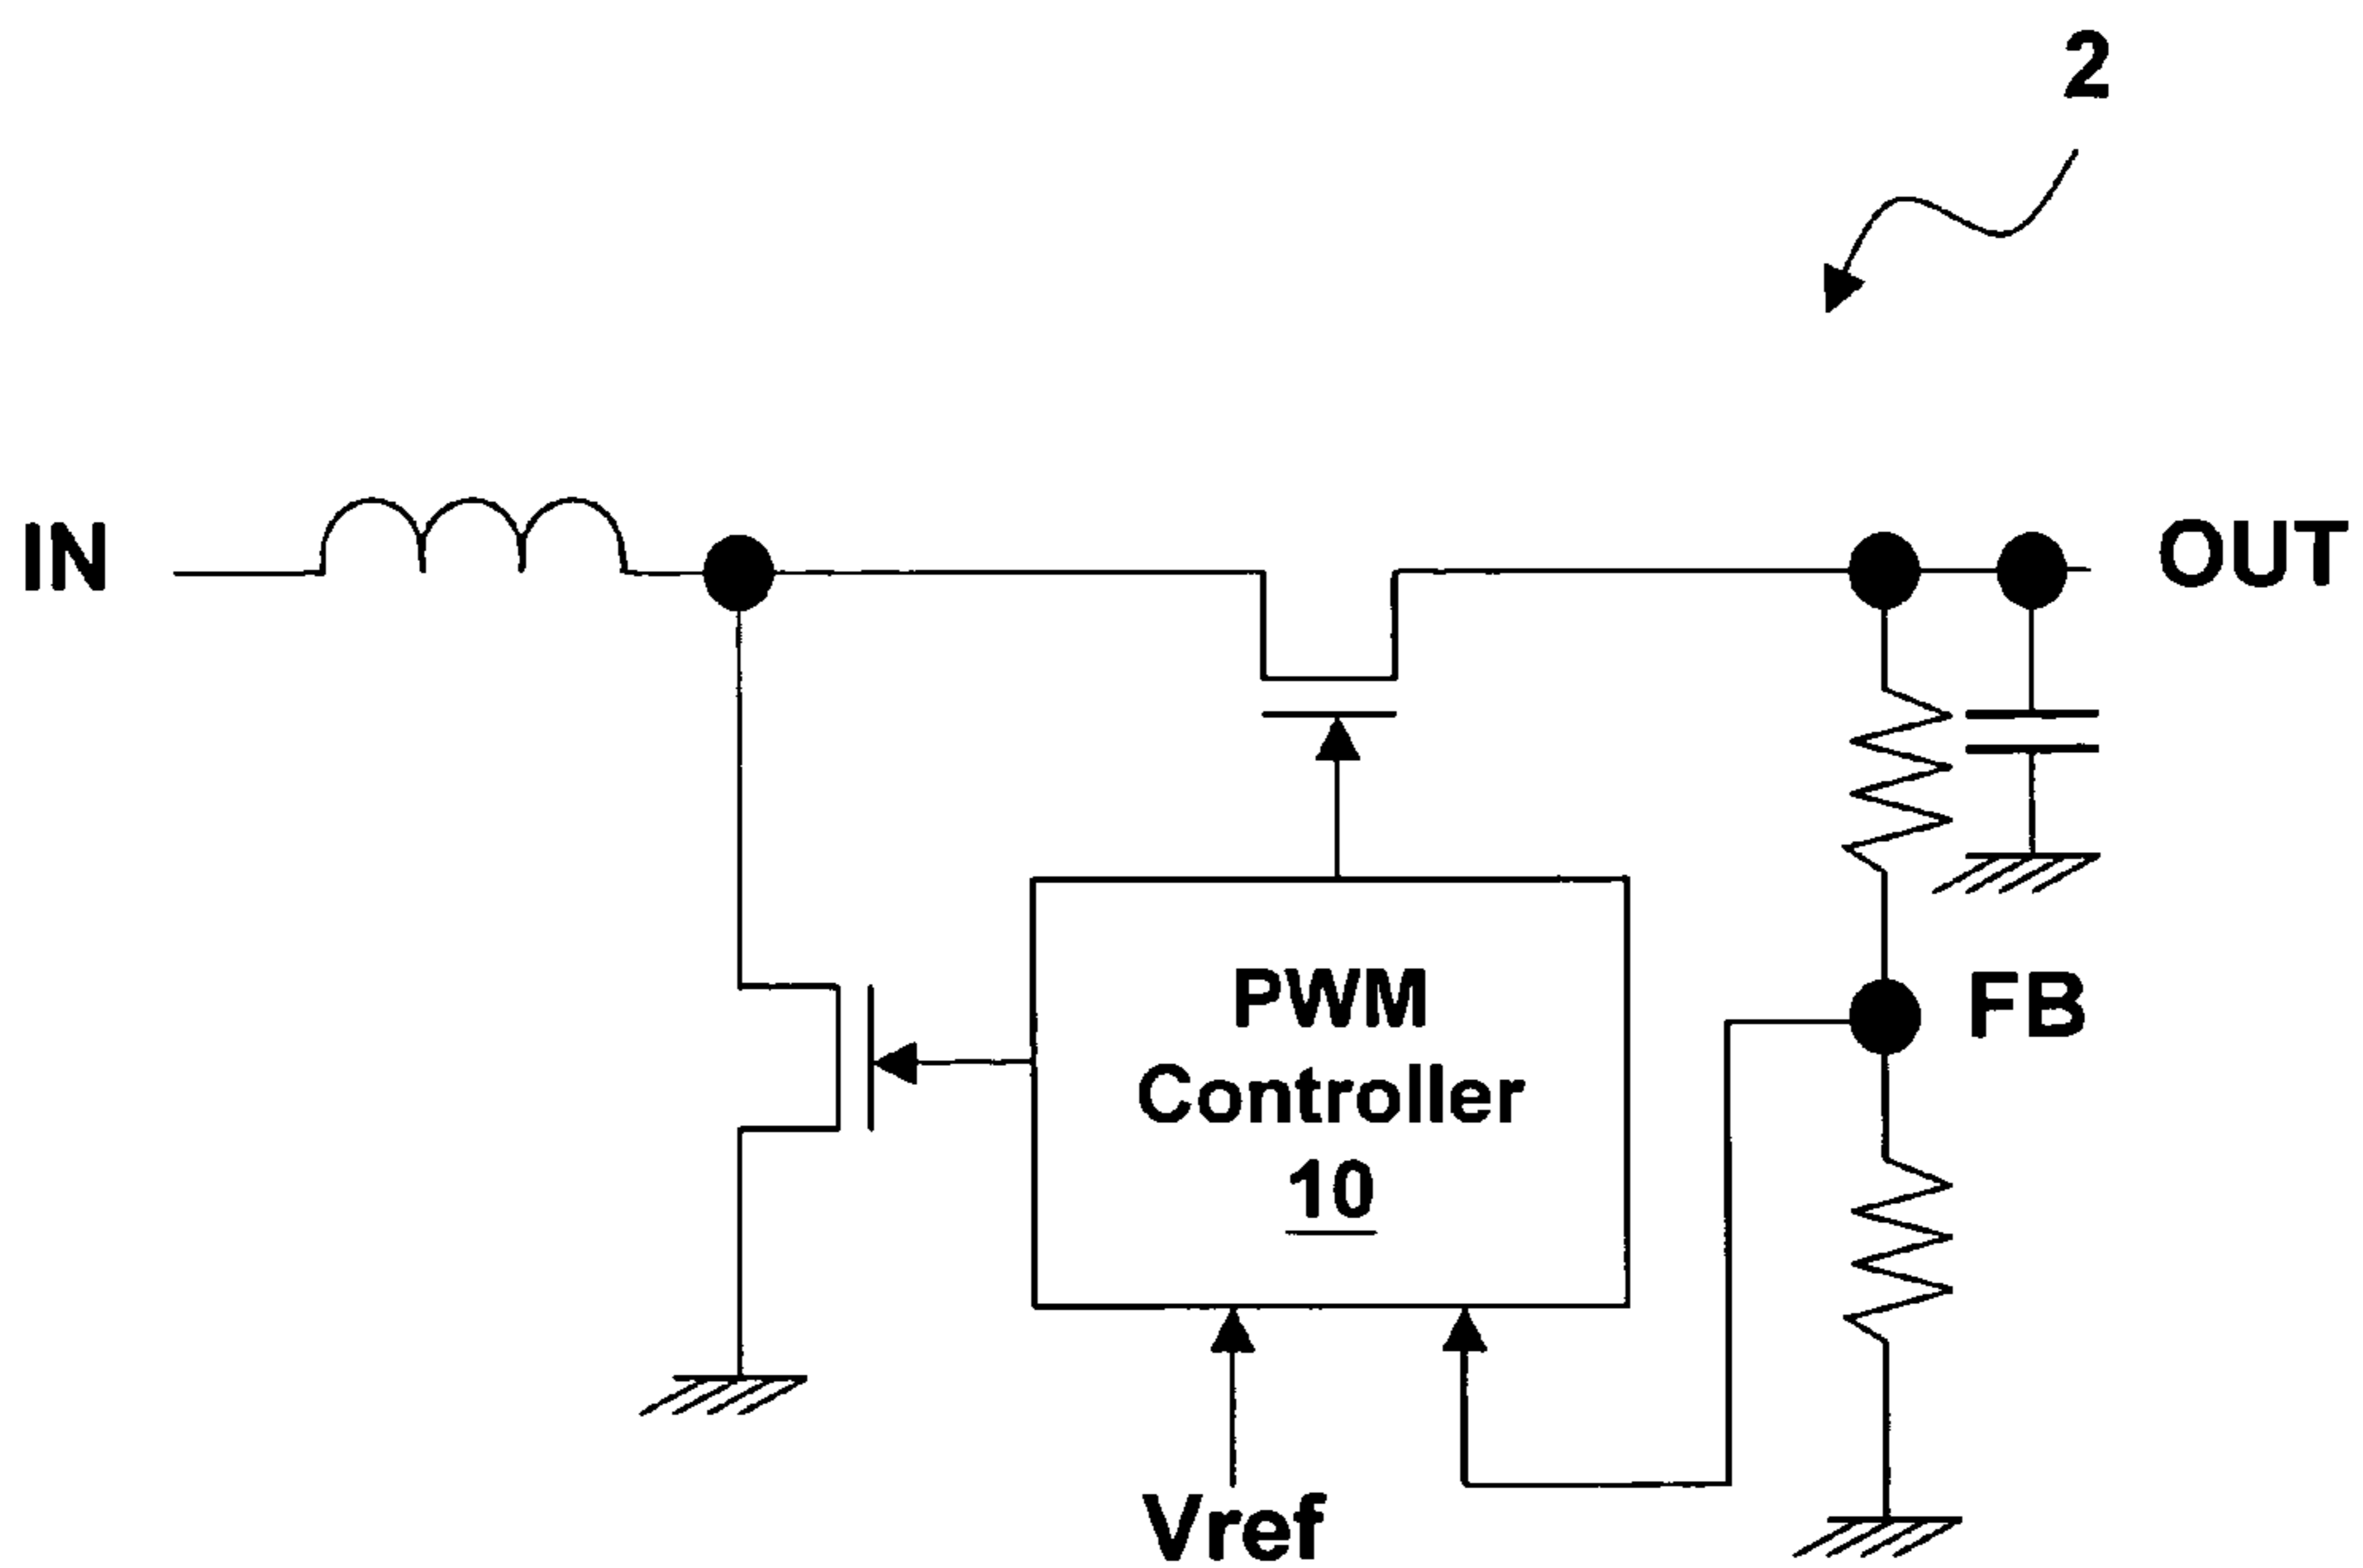 2
IN
OUT
FB
PWM
Controller
10
Vref